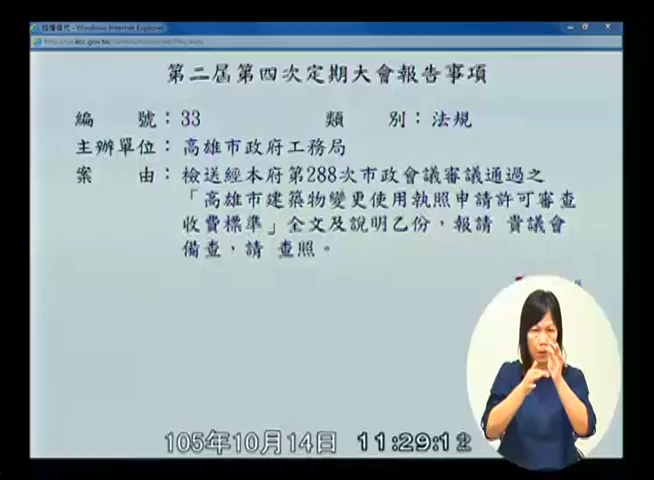 第二屆第四次定期大會報告事項
編　　號：33　　類　　別：法規
主辦單位：高雄市政府工務局
案　　由：檢送經本府第288次市政會議審議通過之
「高雄市建築物變更使用執照申請許可審查
收費標準」全文及說明乙份，報請 貴議會
備查，請 查照。
105年10月14日 11:29:12